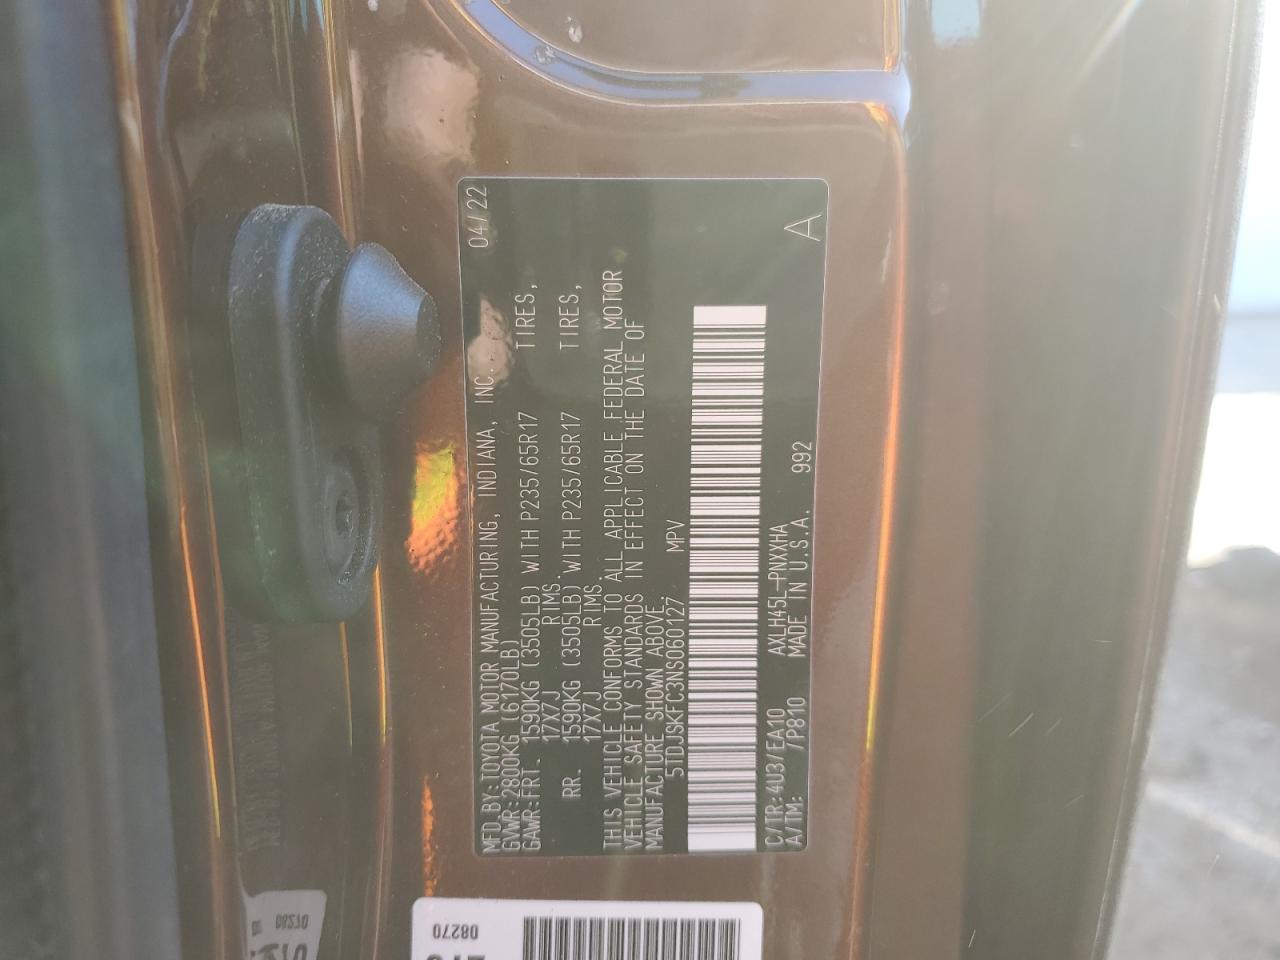 MFD.BY:TOYOTA MOTOR MANUFACTURING, INDIANA, INC. 04/22
GVWR:2800KG (6170LB)
GAWR:FRT. 1590KG (3505LB) WITH P235/65R17 TIRES,
17X7J RIMS.
RR. 1590KG (3505LB) WITH P235/65R17 TIRES,
17X7J RIMS.
THIS VEHICLE CONFORMS TO ALL APPLICABLE FEDERAL MOTOR
VEHICLE SAFETY STANDARDS IN EFFECT ON THE DATE OF
MANUFACTURE SHOWN ABOVE.
5TDJSKFC3NS060127 MPV
C/TR:4U3/EA10 AXLH45L-PNXXHA
A/TM: /P810 MADE IN U.S.A. 992 A
08270
08270